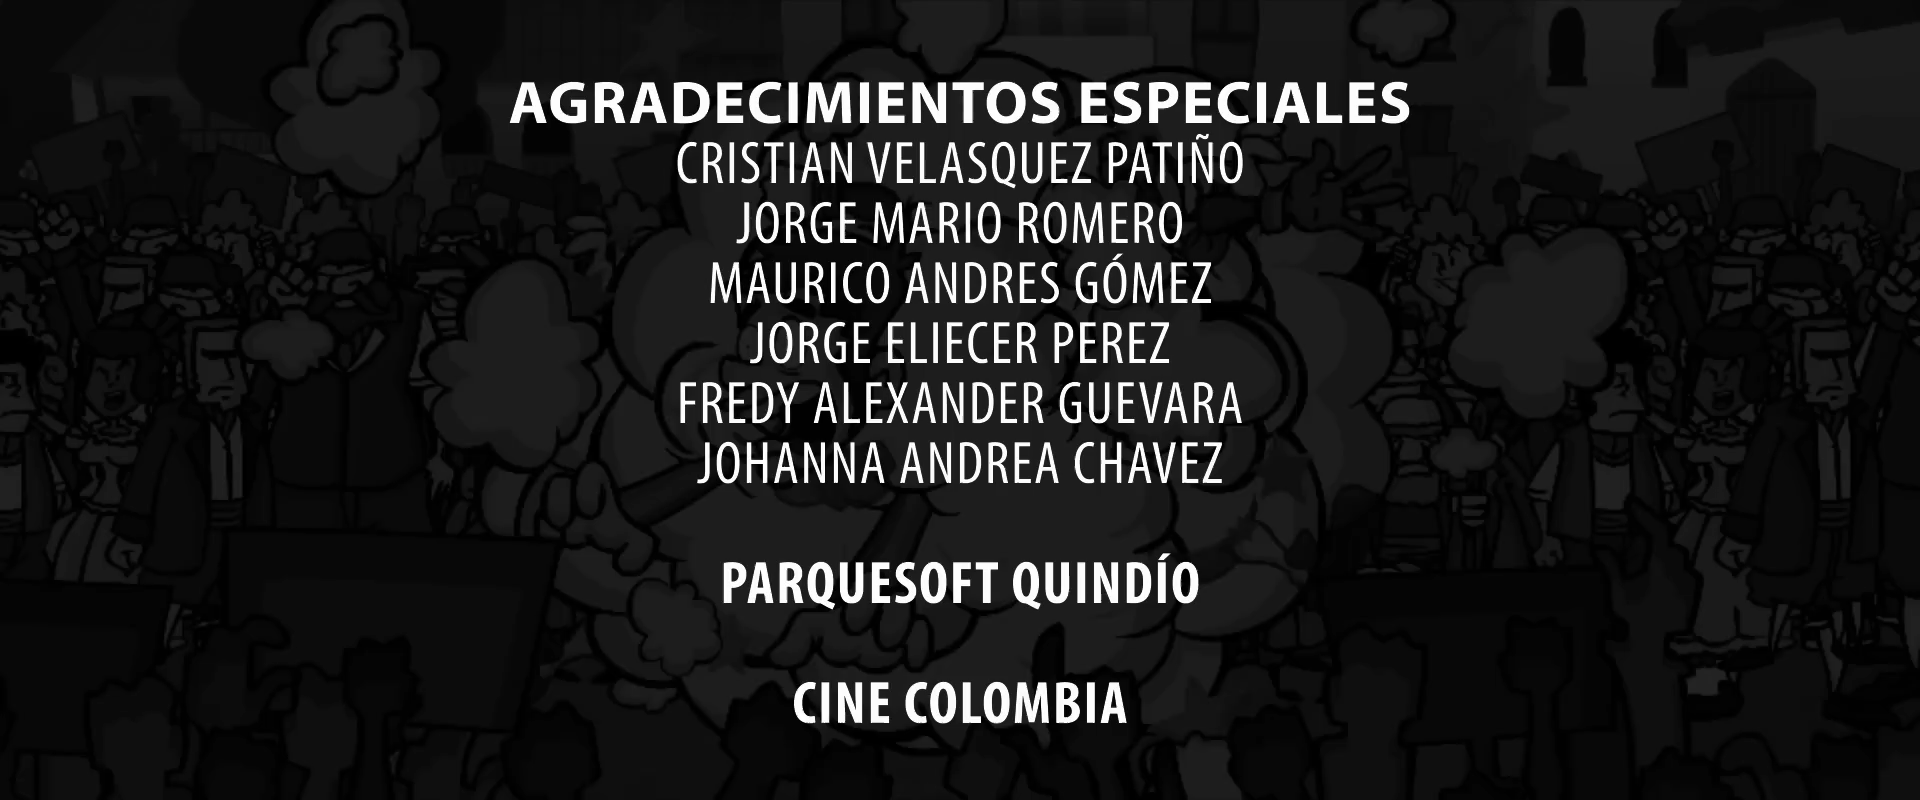 AGRADECIMIENTOS ESPECIALES
CRISTIAN VELASQUEZ PATIÑO
JORGE MARIO ROMERO
MAURICO ANDRES GÓMEZ
JORGE ELIECER PEREZ
FREDY ALEXANDER GUEVARA
JOHANNA ANDREA CHAVEZ
PARQUESOFT QUINDÍO
CINE COLOMBIA